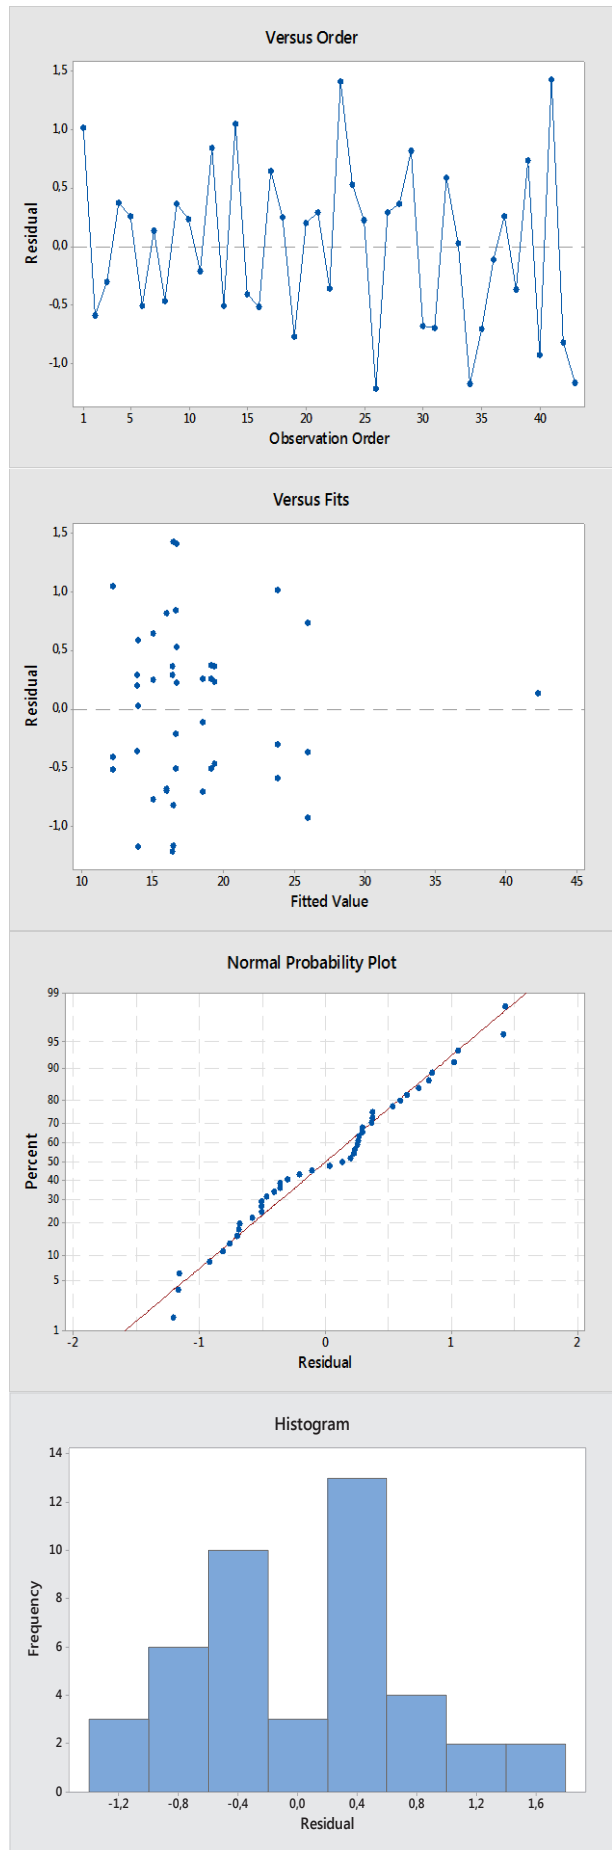 Versus Order
1,5
1,0
0,5
0,0
-0,5
-1,0
Residual
1 5 10 15 20 25 30 35 40
Observation Order
Versus Fits
1,5
1,0
0,5
0,0
-0,5
-1,0
Residual
10 15 20 25 30 35 40 45
Fitted Value
Normal Probability Plot
99
95
90
80
70
60
50
40
30
20
10
5
1
Percent
-2 -1 0 1 2
Residual
Histogram
14
12
10
8
6
4
2
0
Frequency
-1,2 -0,8 -0,4 0,0 0,4 0,8 1,2 1,6
Residual